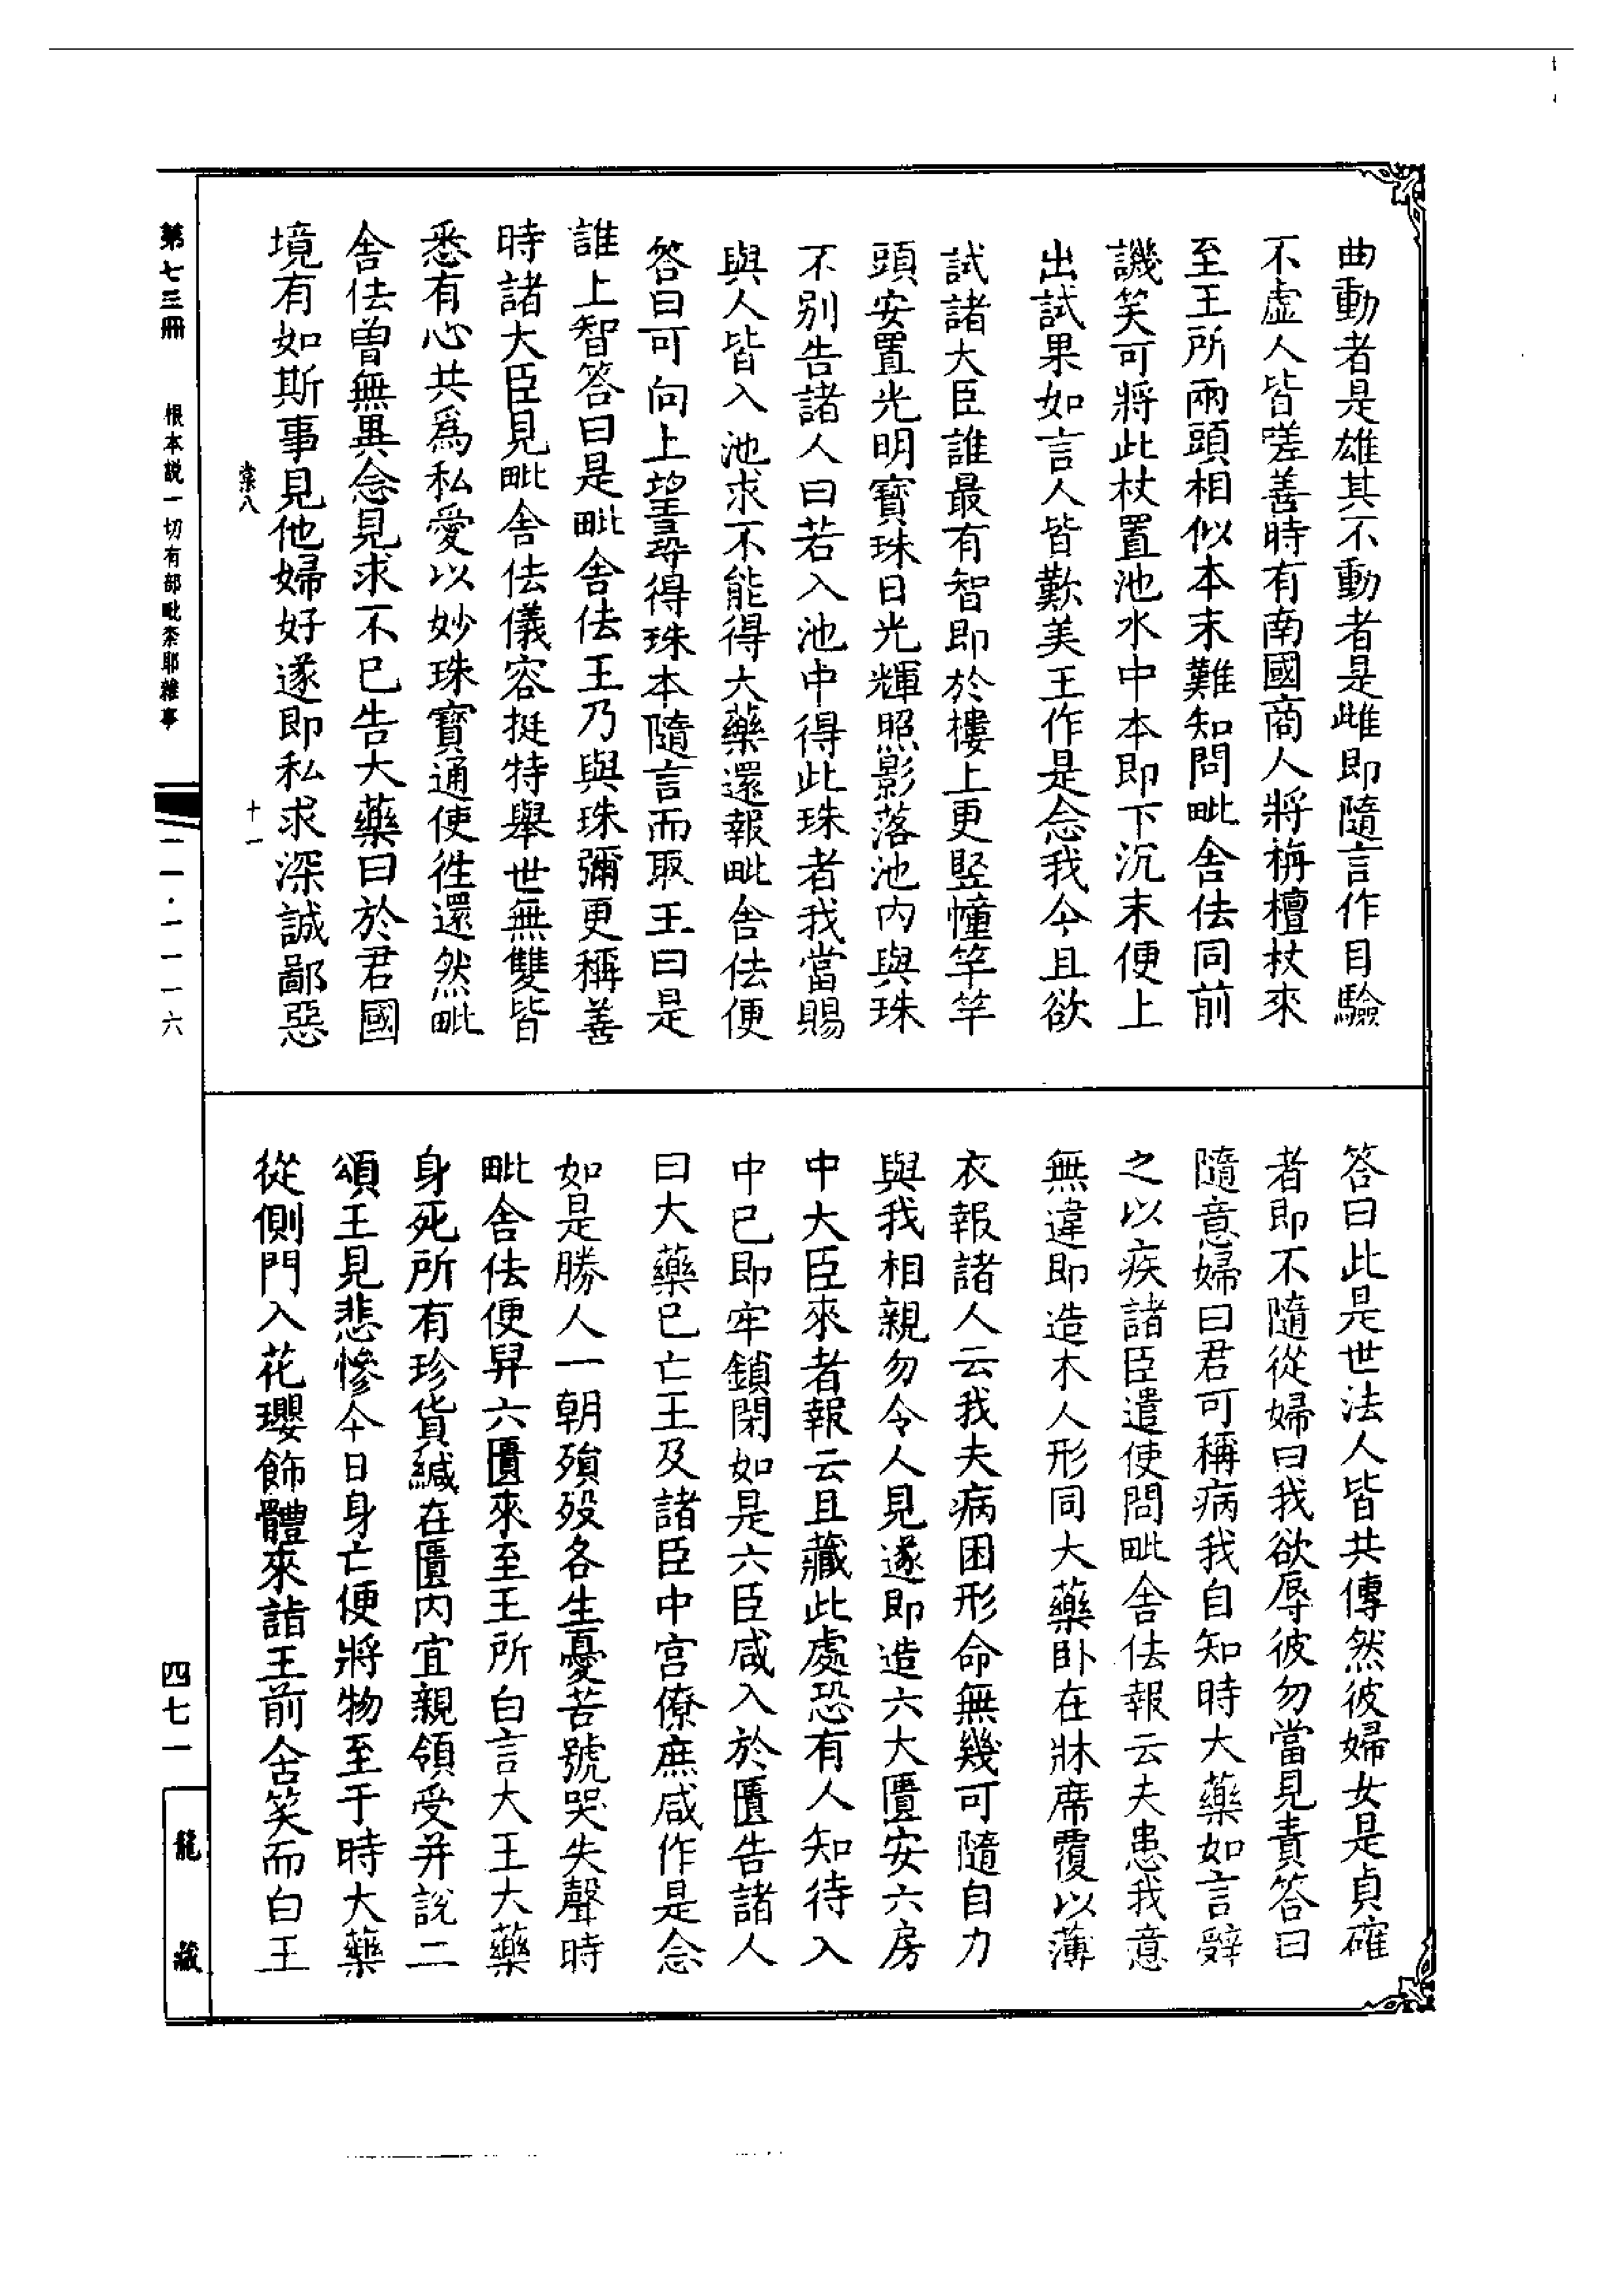 曲動者是雄其不動者是雌即隨言作目驗
不虛人皆嗟善時有南國商人將栴檀杖來
至王所兩頭相似本末難知問毗舍佉同前
譏笑可將此杖置池水中本即下沉末便上
出試果如言人皆歎美王作是念我今且欲
試諸大臣誰最有智即於樓上更竪幢竿竿
頭安置光明寶珠日光輝照影落池內與珠
不別告諸人曰若入池中得此珠者我當賜
與人皆入池求不能得大藥還報毗舍佉便
答曰可向上望尋得珠本隨言而取王曰是
誰上智答曰是毗舍佉王乃與珠彌更稱善
時諸大臣見毗舍佉儀容挺特舉世無雙皆
悉有心共爲私愛以妙珠寶通使往還然毗
舍佉曾無異念見求不已告大藥曰於君國
境有如斯事見他婦好遂即私求深誠鄙惡
棠八
十一
答曰此是世法人皆共傳然彼婦女是貞確
者即不隨從婦曰我欲辱彼勿當見責答曰
隨意婦曰君可稱病我自知時大藥如言辭
之以疾諸臣遣使問毗舍佉報云夫患我意
無違即造木人形同大藥卧在牀席覆以薄
衣報諸人云我夫病困形命無幾可隨自力
與我相親勿令人見遂即造六大匱安六房
中大臣來者報云且藏此處恐有人知待入
中已即牢鎖閉如是六臣咸入於匱告諸人
曰大藥已亡王及諸臣中宮僚庶咸作是念
如是勝人一朝殞歿各生憂苦號哭失聲時
毗舍佉便舁六匱來至王所白言大王大藥
身死所有珍貨緘在匱內宜親領受并說二
頌王見悲慘今日身亡便將物至于時大藥
從側門入花瓔飾體來詣王前含笑而白王
第七三冊
根本説一切有部毗柰耶雜事
一一·一一一六
四七一
龍藏